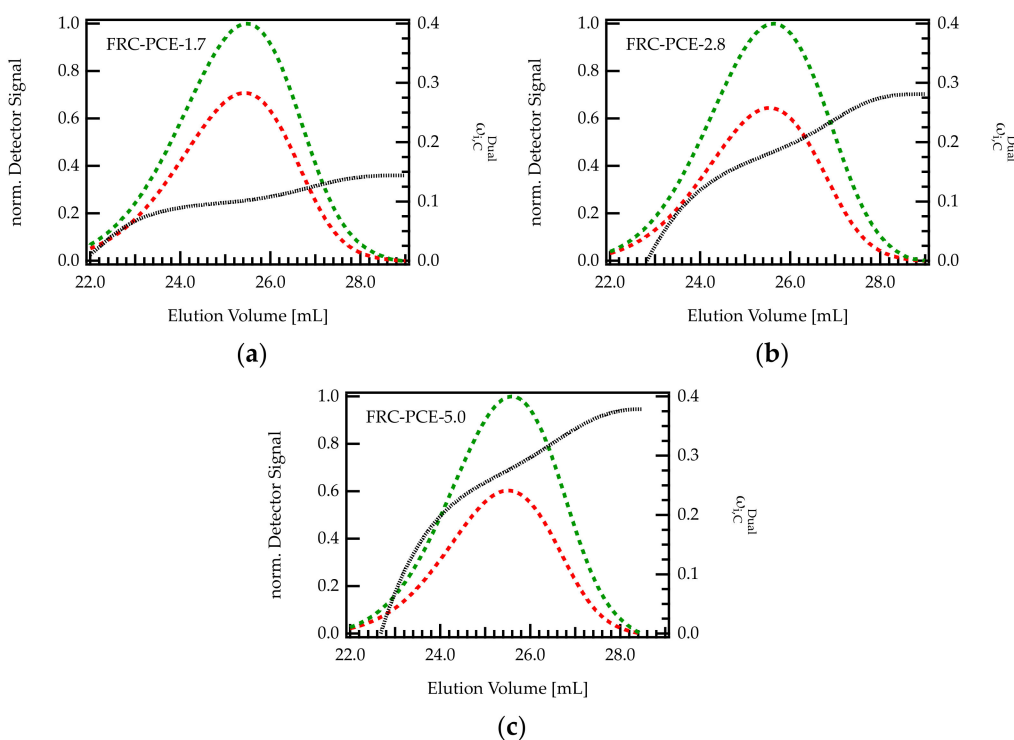 FRC-PCE-1.7
norm. Detector Signal
1.0
0.8
0.6
0.4
0.2
0.0
0.4
0.3
0.2
0.1
0.0
ω_{i,C}^{Dual}
22.0 24.0 26.0 28.0
Elution Volume [mL]
(a)
FRC-PCE-2.8
norm. Detector Signal
1.0
0.8
0.6
0.4
0.2
0.0
0.4
0.3
0.2
0.1
0.0
ω_{i,C}^{Dual}
22.0 24.0 26.0 28.0
Elution Volume [mL]
(b)
FRC-PCE-5.0
norm. Detector Signal
1.0
0.8
0.6
0.4
0.2
0.0
0.4
0.3
0.2
0.1
0.0
ω_{i,C}^{Dual}
22.0 24.0 26.0 28.0
Elution Volume [mL]
(c)